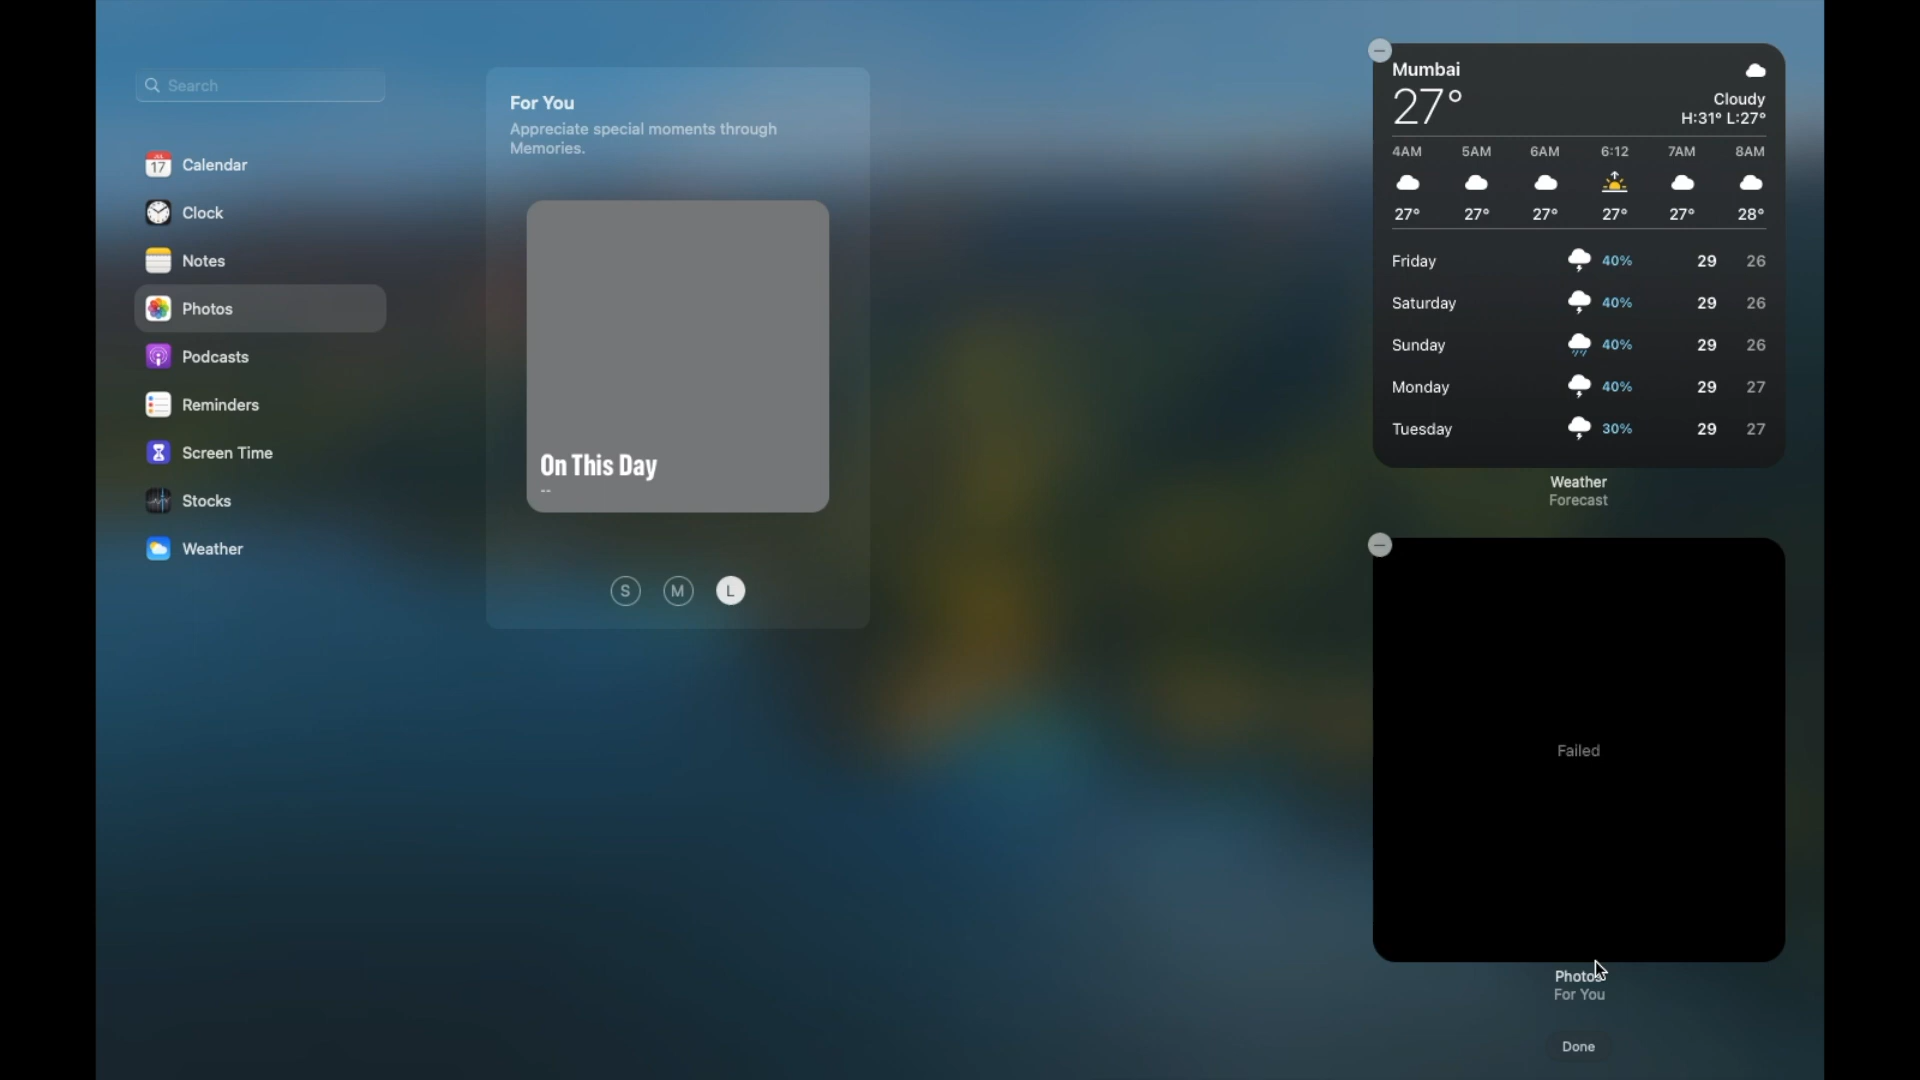 Search
JUL
17
Calendar
Clock
Notes
Photos
Podcasts
Reminders
Screen Time
Stocks
Weather
For You
Appreciate special moments through
Memories.
On This Day
--
S M L
Mumbai
27°
Cloudy
H:31° L:27°
4AM 5AM 6AM 6:12 7AM 8AM
27° 27° 27° 27° 27° 28°
Friday 40% 29 26
Saturday 40% 29 26
Sunday 40% 29 26
Monday 40% 29 27
Tuesday 30% 29 27
Weather
Forecast
Failed
Photos
For You
Done